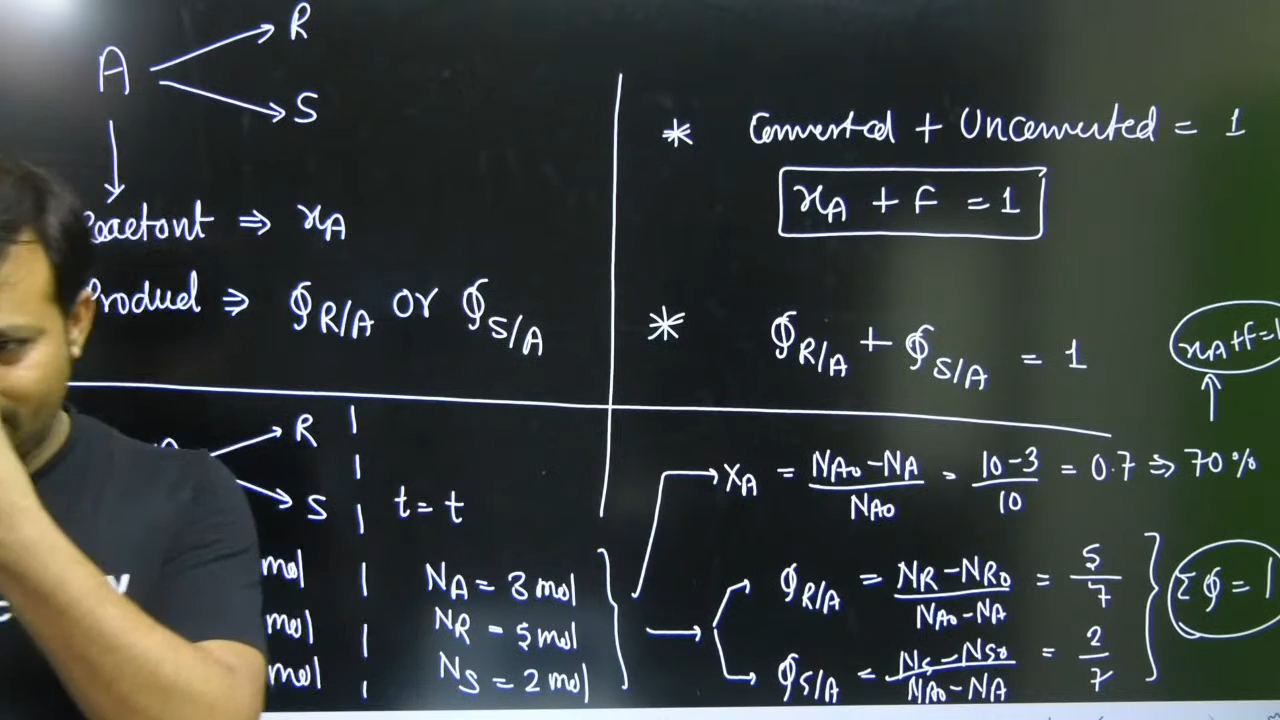 A → R
→ S
eactant ⇒ xA
Product ⇒ ϕR/A or ϕS/A
* Converted + Unconverted = 1
xA + F = 1
* ϕR/A + ϕS/A = 1
xA+F=1
→ R
→ S
t = t
mol
mol
mol
NA = 3 mol
NR = 5 mol
NS = 2 mol
XA = NA0 - NA / NA0 = 10 - 3 / 10 = 0.7 ⇒ 70%
ϕR/A = NR - NR0 / NA0 - NA = 5 / 7
ϕS/A = NS - NS0 / NA0 - NA = 2 / 7
Σϕ = 1